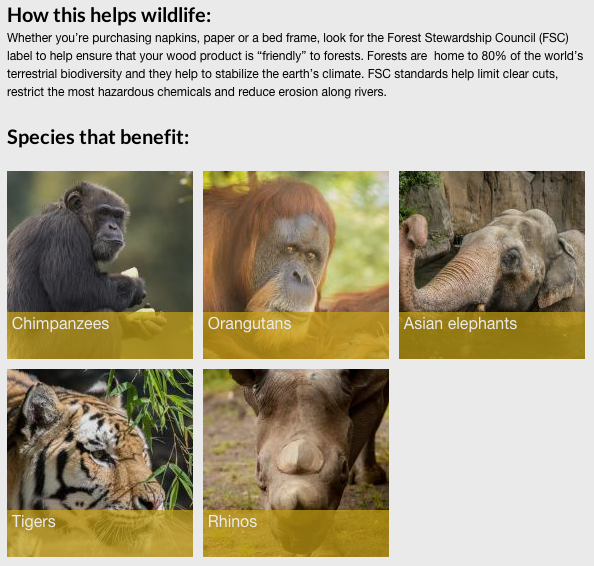 How this helps wildlife:
Whether you’re purchasing napkins, paper or a bed frame, look for the Forest Stewardship Council (FSC)
label to help ensure that your wood product is “friendly” to forests. Forests are  home to 80% of the world’s
terrestrial biodiversity and they help to stabilize the earth’s climate. FSC standards help limit clear cuts,
restrict the most hazardous chemicals and reduce erosion along rivers.
Species that benefit:
Chimpanzees
Orangutans
Asian elephants
Tigers
Rhinos